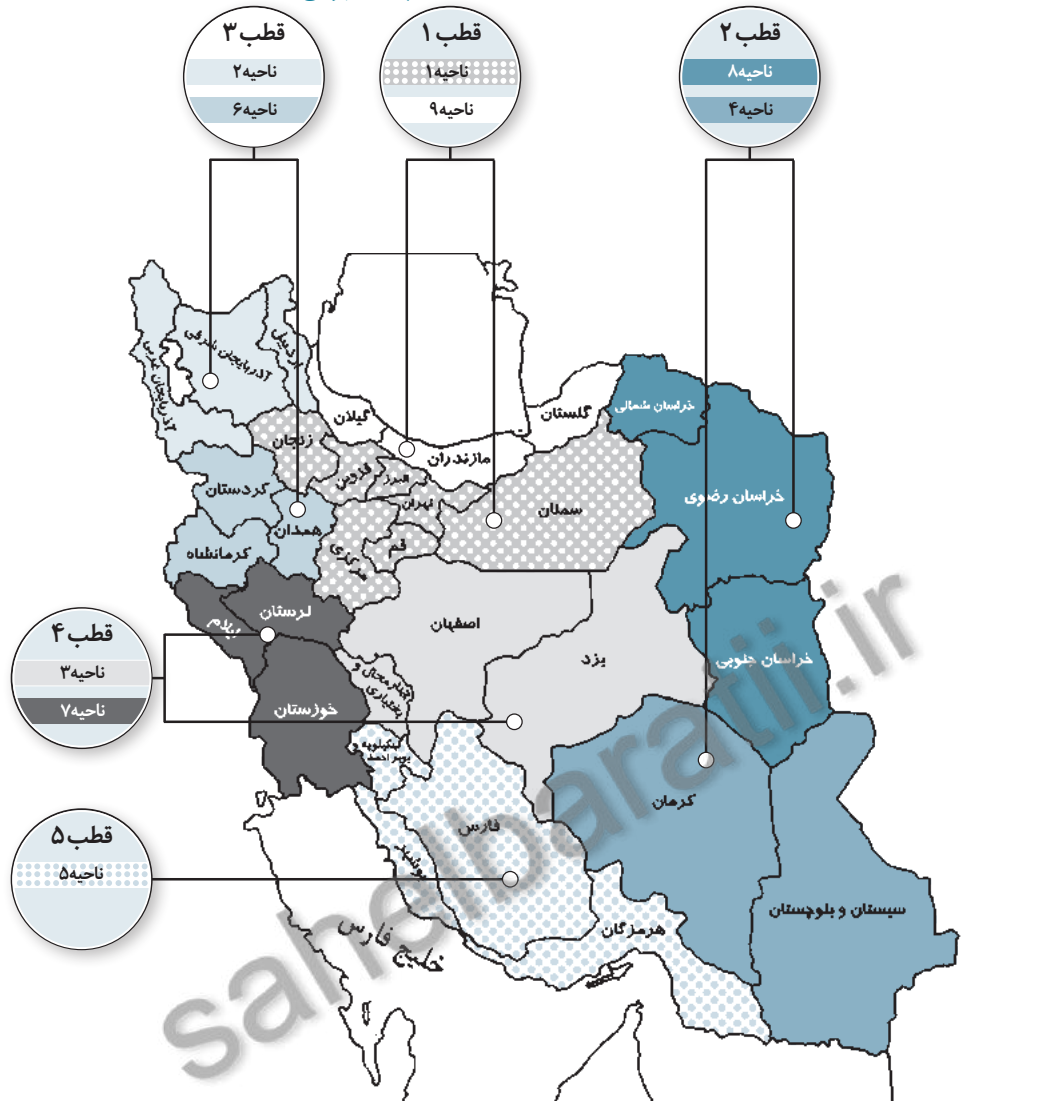 قطب ۳
ناحیه۲
ناحیه۶
قطب ۱
ناحیه۱
ناحیه۹
قطب ۲
ناحیه۸
ناحیه۴
آذربایجان شرقی
آذربایجان غربی
اردبیل
گیلان
زنجان
مازندران
گلستان
خراسان شمالی
قزوین
البرز
تهران
سمنان
خراسان رضوی
کردستان
همدان
کرمانشاه
مرکزی
قم
قطب ۴
ناحیه۳
ناحیه۷
ایلام
لرستان
اصفهان
یزد
خراسان جنوبی
چهارمحال و
بختیاری
خوزستان
کهکیلویه و
بویر احمد
کرمان
قطب ۵
ناحیه۵
فارس
بوشهر
هرمزگان
سیستان و بلوچستان
خلیج فارس
sahelbaratii.ir